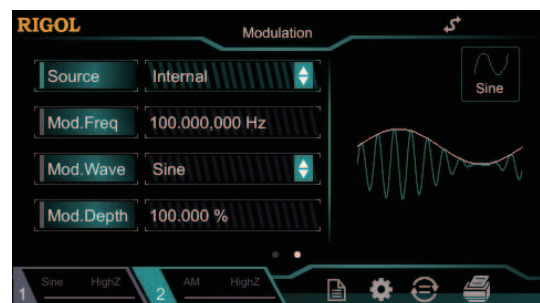 RIGOL
Modulation
Source
Internal
Sine
Mod.Freq
100.000,000 Hz
Mod.Wave
Sine
Mod.Depth
100.000 %
1
Sine
HighZ
2
AM
HighZ